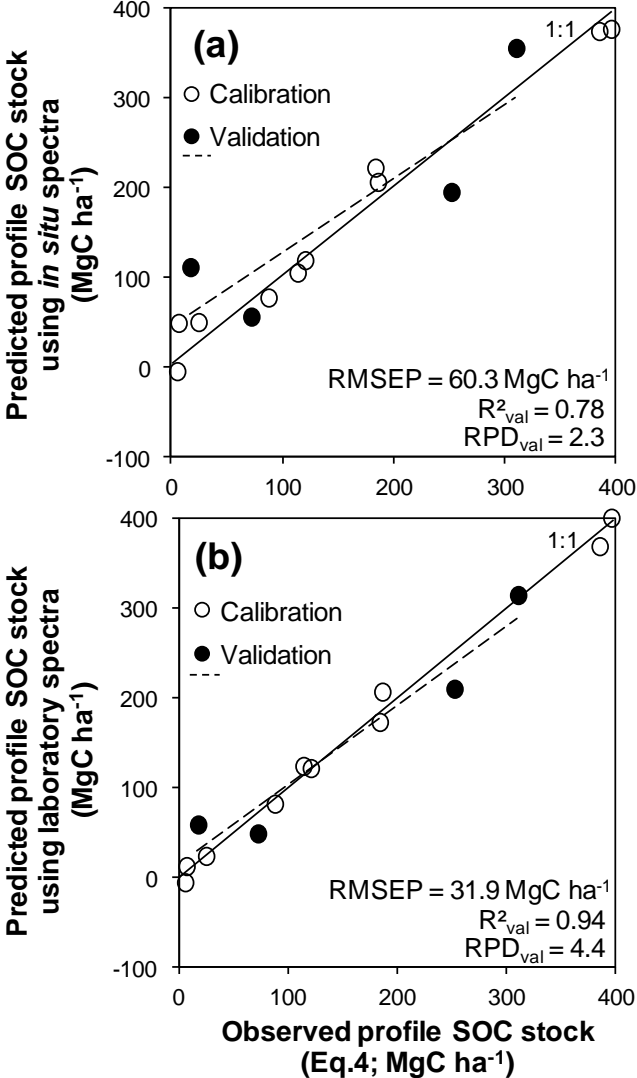 Predicted profile SOC stock
using in situ spectra
(MgC ha-1)
400
300
200
100
0
-100
(a)
1:1
Calibration
Validation
RMSEP = 60.3 MgC ha-1
R²val = 0.78
RPDval = 2.3
0
100
200
300
400
Predicted profile SOC stock
using laboratory spectra
(MgC ha-1)
400
300
200
100
0
-100
(b)
1:1
Calibration
Validation
RMSEP = 31.9 MgC ha-1
R²val = 0.94
RPDval = 4.4
0
100
200
300
400
Observed profile SOC stock
(Eq.4; MgC ha-1)